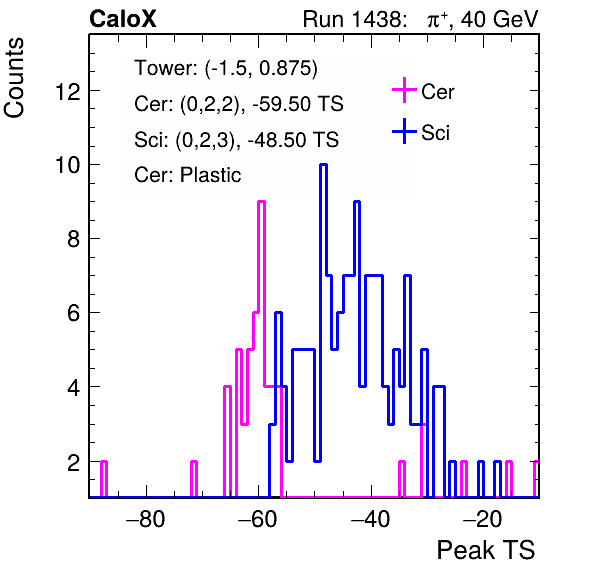 CaloX
Run 1438: π⁺, 40 GeV
Counts
Tower: (-1.5, 0.875)
Cer: (0,2,2), -59.50 TS
Sci: (0,2,3), -48.50 TS
Cer: Plastic
Cer
Sci
12
10
8
6
4
2
−80 −60 −40 −20
Peak TS